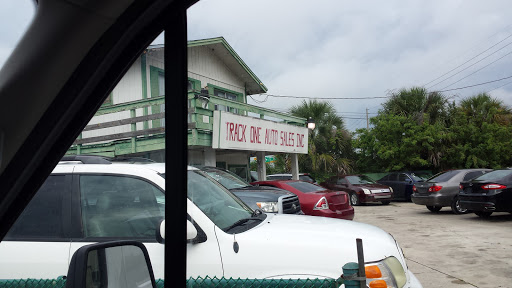 TRACK ONE AUTO SALES INC